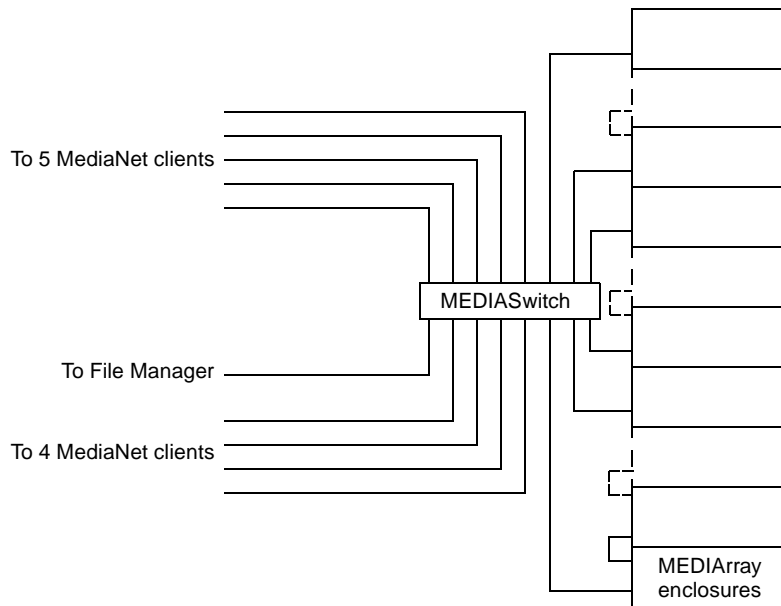 To 5 MediaNet clients
MEDIASwitch
To File Manager
To 4 MediaNet clients
MEDIArray
enclosures